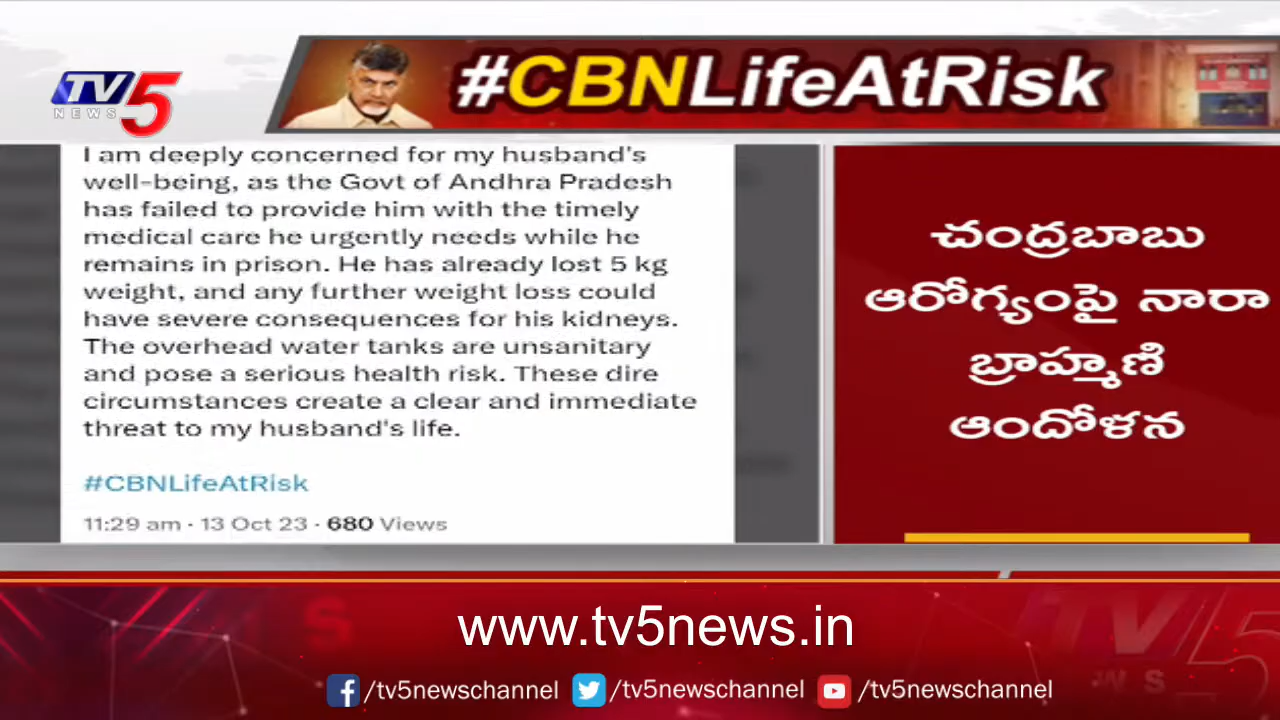 TV5
NEWS
#CBNLifeAtRisk
I am deeply concerned for my husband's
well-being, as the Govt of Andhra Pradesh
has failed to provide him with the timely
medical care he urgently needs while he
remains in prison. He has already lost 5 kg
weight, and any further weight loss could
have severe consequences for his kidneys.
The overhead water tanks are unsanitary
and pose a serious health risk. These dire
circumstances create a clear and immediate
threat to my husband's life.
#CBNLifeAtRisk
11:29 am · 13 Oct 23 · 680 Views
చంద్రబాబు
ఆరోగ్యంపై నారా
బ్రాహ్మణి
ఆందోళన
www.tv5news.in
/tv5newschannel /tv5newschannel /tv5newschannel